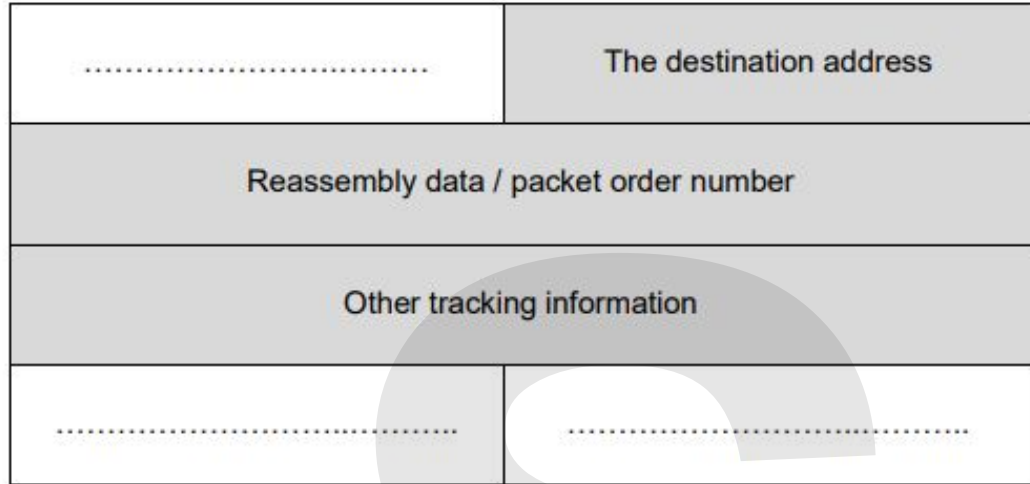 ................................
The destination address
Reassembly data / packet order number
Other tracking information
......................................
......................................